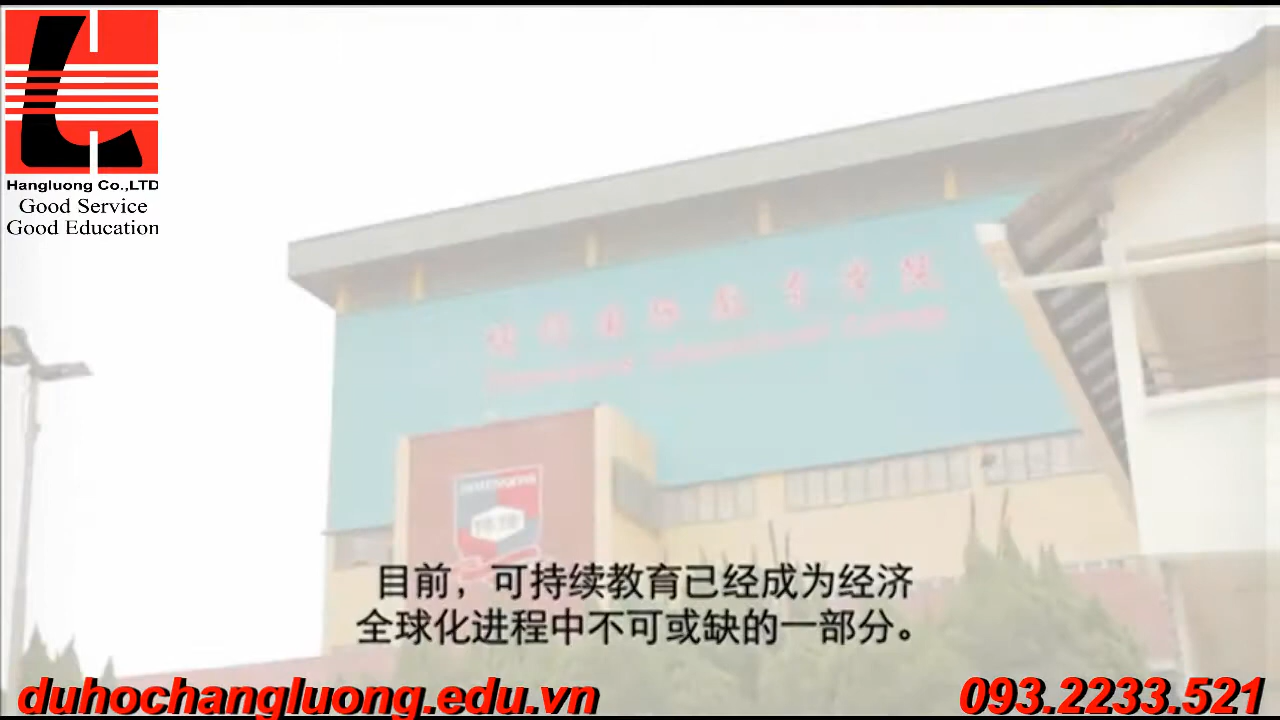 Hangluong Co.,LTD
Good Service
Good Education
目前，可持续教育已经成为经济
全球化进程中不可或缺的一部分。
duhochangluong.edu.vn
093.2233.521